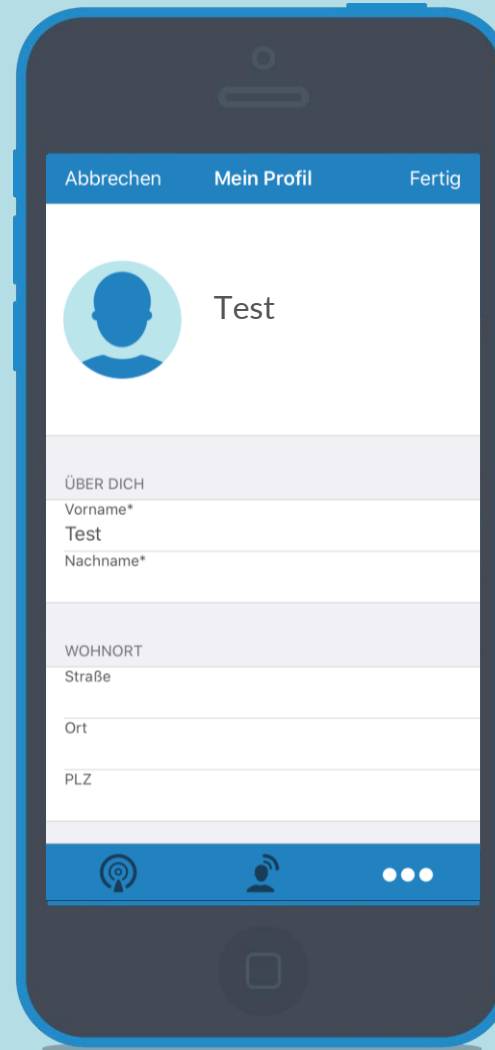 Abbrechen Mein Profil Fertig
Test
ÜBER DICH
Vorname*
Test
Nachname*
WOHNORT
Straße
Ort
PLZ